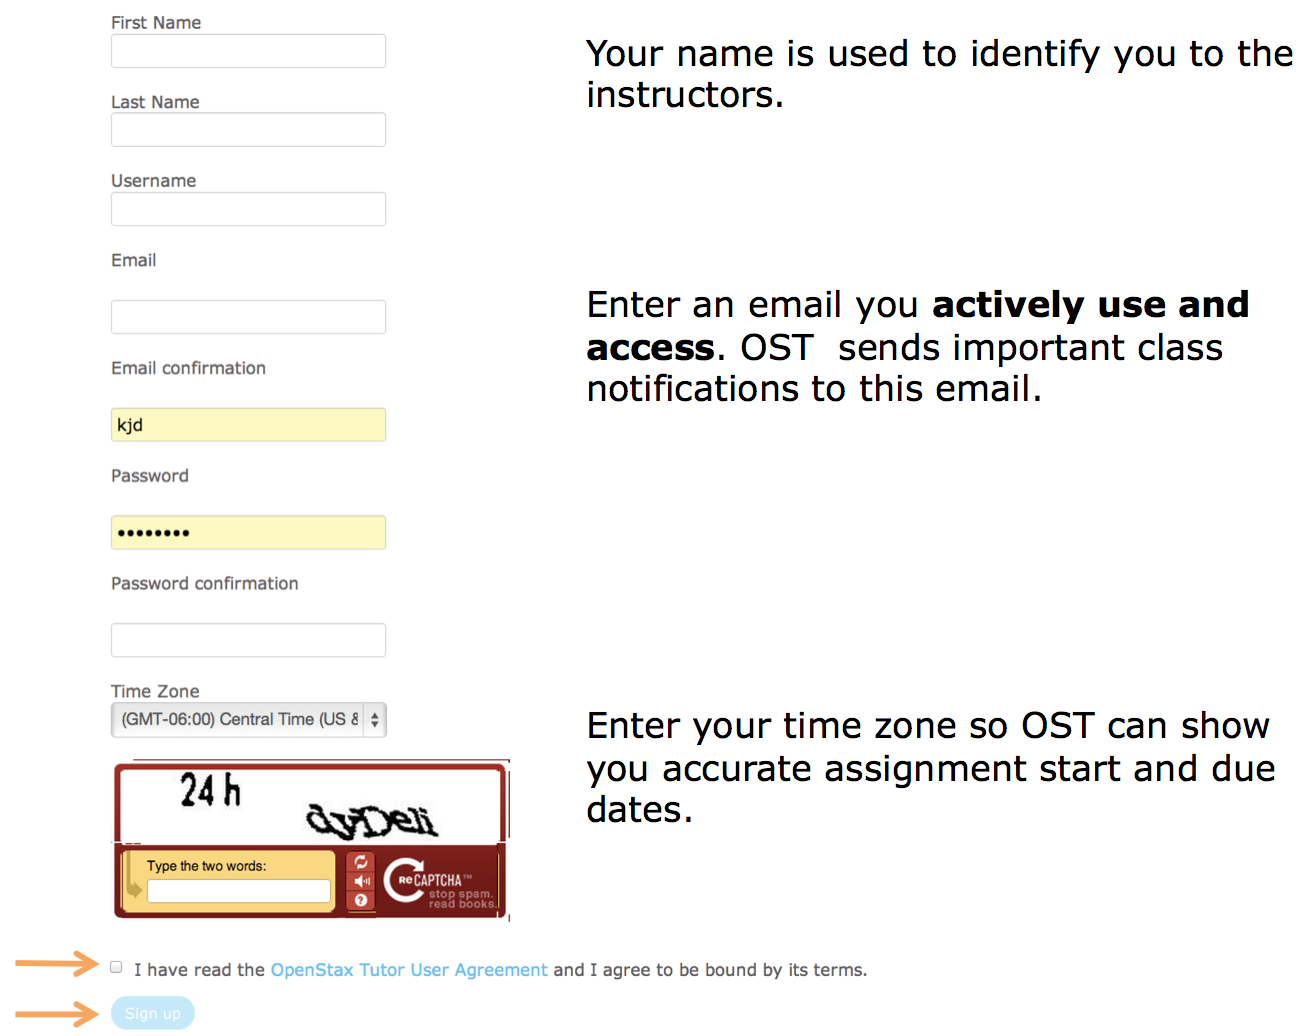 First Name
Your name is used to identify you to the
instructors.
Last Name
Username
Email
Enter an email you actively use and
access. OST sends important class
notifications to this email.
Email confirmation
kjd
Password
••••••••
Password confirmation
Time Zone
(GMT-06:00) Central Time (US &
Enter your time zone so OST can show
you accurate assignment start and due
dates.
24 h
Type the two words:
reCAPTCHA™
stop spam.
read books.
I have read the OpenStax Tutor User Agreement and I agree to be bound by its terms.
Sign up